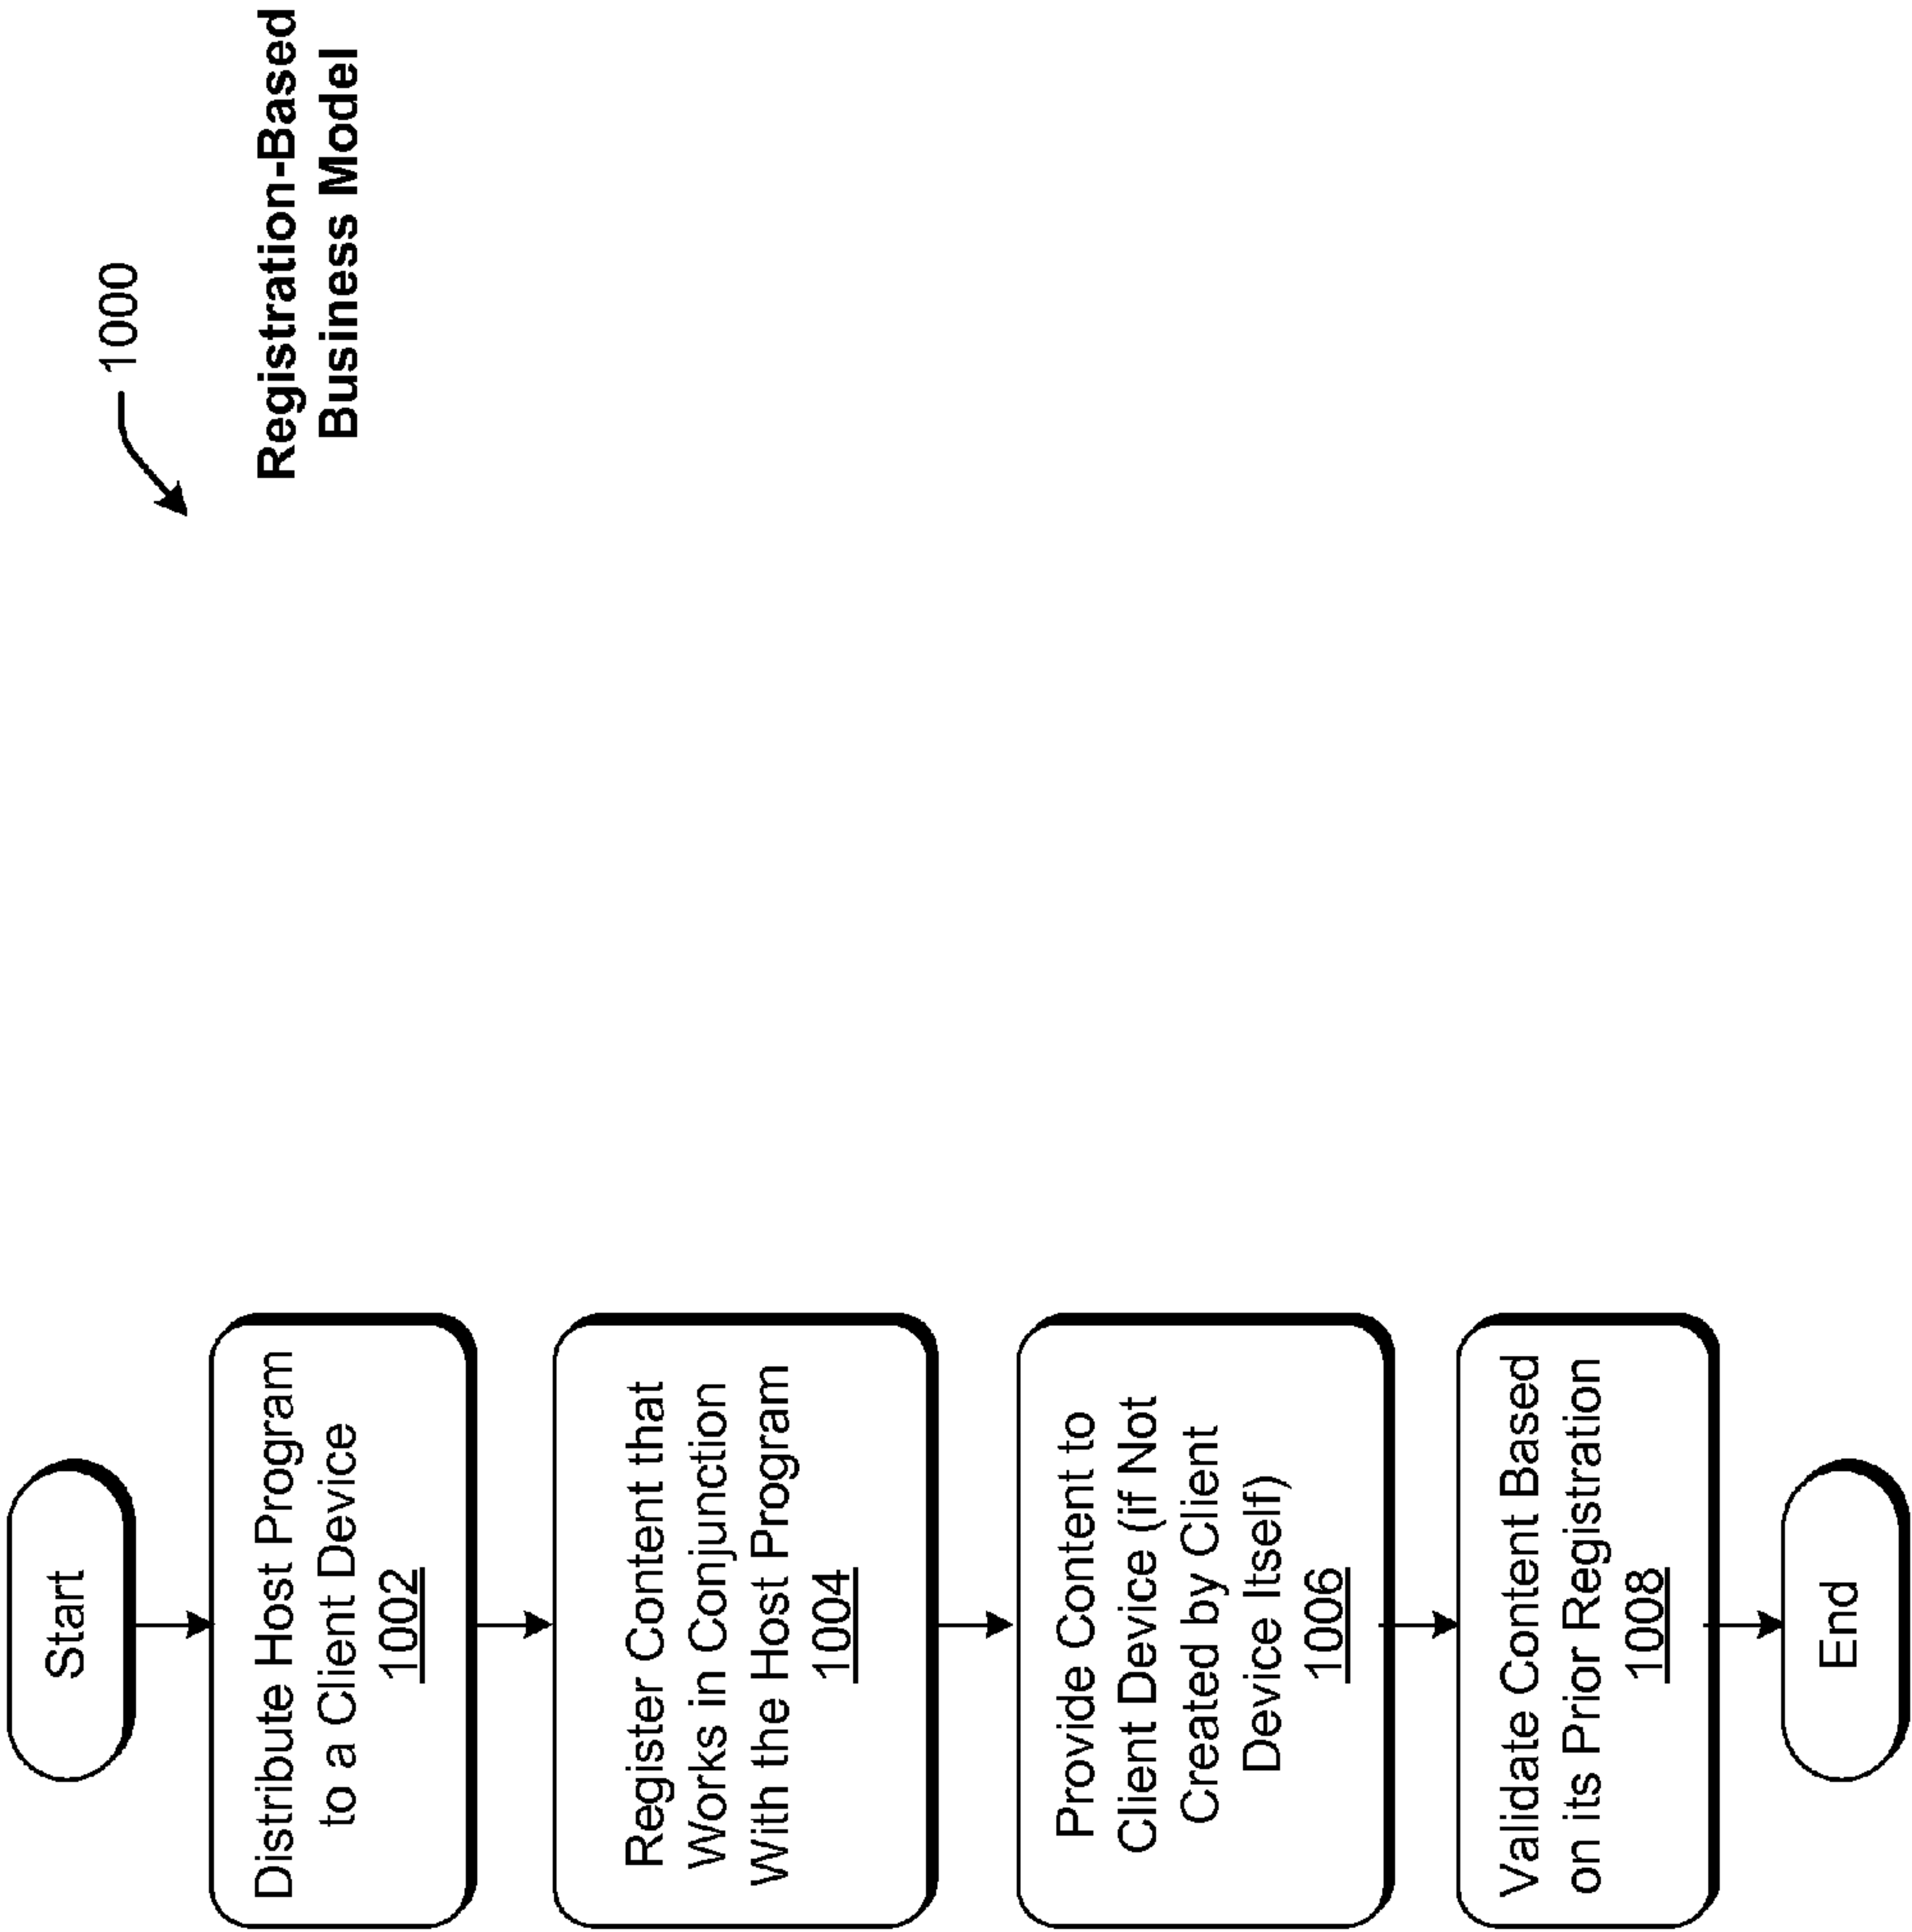 1000
Registration-Based
Business Model
Start
Distribute Host Program
to a Client Device
1002
Register Content that
Works in Conjunction
With the Host Program
1004
Provide Content to
Client Device (if Not
Created by Client
Device Itself)
1006
Validate Content Based
on its Prior Registration
1008
End